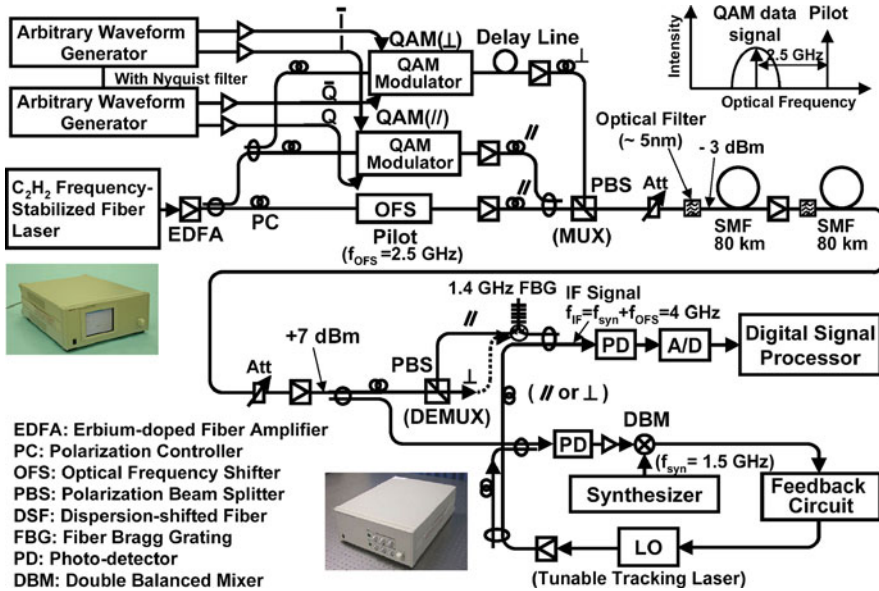 Arbitrary Waveform
Generator
With Nyquist filter
Arbitrary Waveform
Generator
Ī
I
Q̄
Q
QAM(⊥)
QAM
Modulator
QAM(//)
QAM
Modulator
Delay Line
⊥
//
//
C₂H₂ Frequency-
Stabilized Fiber
Laser
EDFA
PC
OFS
Pilot
(f_OFS=2.5 GHz)
PBS
(MUX)
Att
Optical Filter
(~ 5nm)
- 3 dBm
SMF
80 km
SMF
80 km
Intensity
QAM data
signal
Pilot
2.5 GHz
Optical Frequency
Att
+7 dBm
PBS
(DEMUX)
//
⊥
1.4 GHz FBG
IF Signal
f_IF=f_syn+f_OFS=4 GHz
PD
A/D
Digital Signal
Processor
( // or ⊥ )
PD
DBM
(f_syn= 1.5 GHz)
Synthesizer
Feedback
Circuit
LO
(Tunable Tracking Laser)
EDFA: Erbium-doped Fiber Amplifier
PC: Polarization Controller
OFS: Optical Frequency Shifter
PBS: Polarization Beam Splitter
DSF: Dispersion-shifted Fiber
FBG: Fiber Bragg Grating
PD: Photo-detector
DBM: Double Balanced Mixer